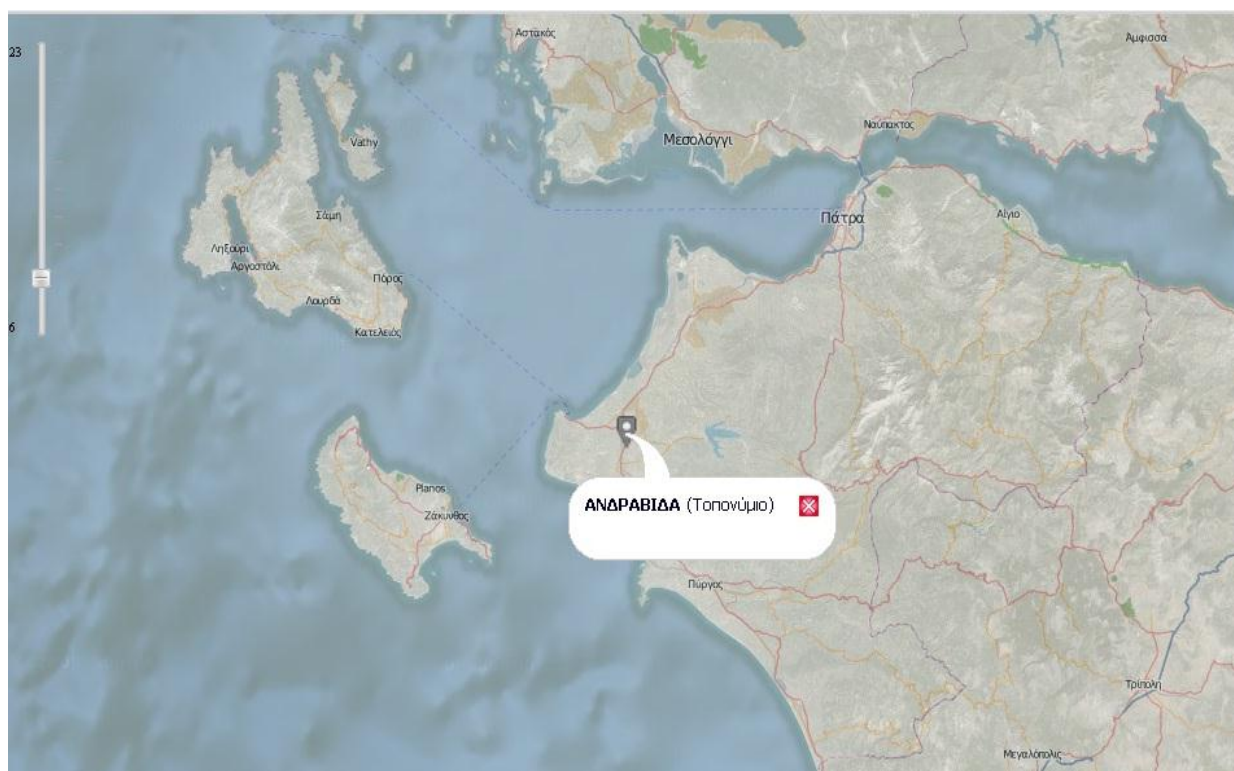 Αστακός
23
Άμφισσα
Ναύπακτος
Vathy
Μεσολόγγι
Σάμη
Πάτρα
Αίγιο
Ληξούρι
Αργοστόλι
Πόρος
Λουρδά
6
Κατελειός
Planos
ΑΝΔΡΑΒΙΔΑ (Τοπονύμιο)
Ζάκυνθος
Πύργος
Τρίπολη
Μεγαλόπολις